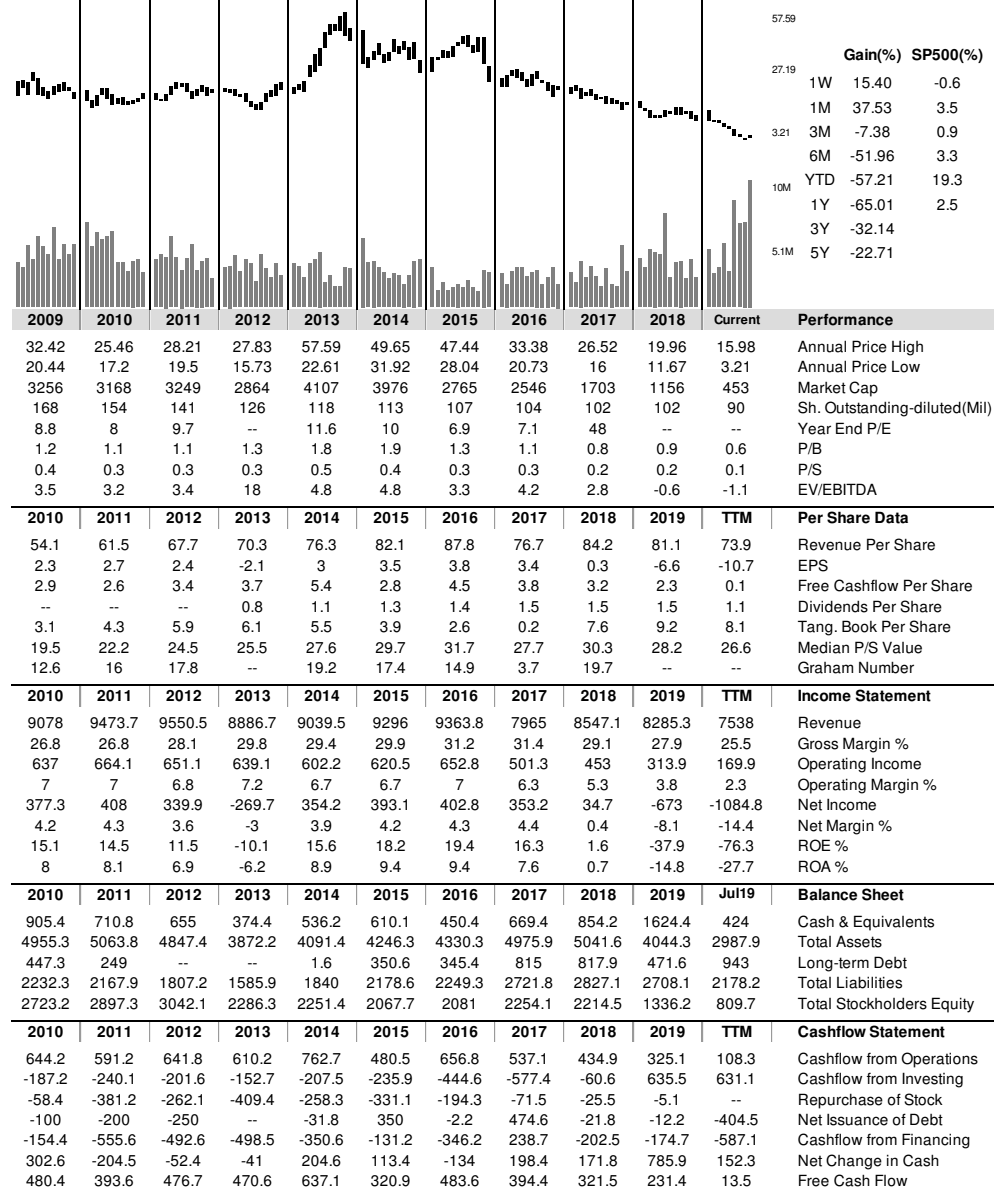 57.59
Gain(%) SP500(%)
27.19
1W 15.40 -0.6
1M 37.53 3.5
3.21 3M -7.38 0.9
6M -51.96 3.3
10M YTD -57.21 19.3
1Y -65.01 2.5
3Y -32.14
5.1M 5Y -22.71
2009 2010 2011 2012 2013 2014 2015 2016 2017 2018 Current Performance
32.42 25.46 28.21 27.83 57.59 49.65 47.44 33.38 26.52 19.96 15.98 Annual Price High
20.44 17.2 19.5 15.73 22.61 31.92 28.04 20.73 16 11.67 3.21 Annual Price Low
3256 3168 3249 2864 4107 3976 2765 2546 1703 1156 453 Market Cap
168 154 141 126 118 113 107 104 102 102 90 Sh. Outstanding-diluted(Mil)
8.8 8 9.7 -- 11.6 10 6.9 7.1 48 -- -- Year End P/E
1.2 1.1 1.1 1.3 1.8 1.9 1.3 1.1 0.8 0.9 0.6 P/B
0.4 0.3 0.3 0.3 0.5 0.4 0.3 0.3 0.2 0.2 0.1 P/S
3.5 3.2 3.4 18 4.8 4.8 3.3 4.2 2.8 -0.6 -1.1 EV/EBITDA
2010 2011 2012 2013 2014 2015 2016 2017 2018 2019 TTM Per Share Data
54.1 61.5 67.7 70.3 76.3 82.1 87.8 76.7 84.2 81.1 73.9 Revenue Per Share
2.3 2.7 2.4 -2.1 3 3.5 3.8 3.4 0.3 -6.6 -10.7 EPS
2.9 2.6 3.4 3.7 5.4 2.8 4.5 3.8 3.2 2.3 0.1 Free Cashflow Per Share
-- -- -- 0.8 1.1 1.3 1.4 1.5 1.5 1.5 1.1 Dividends Per Share
3.1 4.3 5.9 6.1 5.5 3.9 2.6 0.2 7.6 9.2 8.1 Tang. Book Per Share
19.5 22.2 24.5 25.5 27.6 29.7 31.7 27.7 30.3 28.2 26.6 Median P/S Value
12.6 16 17.8 -- 19.2 17.4 14.9 3.7 19.7 -- -- Graham Number
2010 2011 2012 2013 2014 2015 2016 2017 2018 2019 TTM Income Statement
9078 9473.7 9550.5 8886.7 9039.5 9296 9363.8 7965 8547.1 8285.3 7538 Revenue
26.8 26.8 28.1 29.8 29.4 29.9 31.2 31.4 29.1 27.9 25.5 Gross Margin %
637 664.1 651.1 639.1 602.2 620.5 652.8 501.3 453 313.9 169.9 Operating Income
7 7 6.8 7.2 6.7 6.7 7 6.3 5.3 3.8 2.3 Operating Margin %
377.3 408 339.9 -269.7 354.2 393.1 402.8 353.2 34.7 -673 -1084.8 Net Income
4.2 4.3 3.6 -3 3.9 4.2 4.3 4.4 0.4 -8.1 -14.4 Net Margin %
15.1 14.5 11.5 -10.1 15.6 18.2 19.4 16.3 1.6 -37.9 -76.3 ROE %
8 8.1 6.9 -6.2 8.9 9.4 9.4 7.6 0.7 -14.8 -27.7 ROA %
2010 2011 2012 2013 2014 2015 2016 2017 2018 2019 Jul19 Balance Sheet
905.4 710.8 655 374.4 536.2 610.1 450.4 669.4 854.2 1624.4 424 Cash & Equivalents
4955.3 5063.8 4847.4 3872.2 4091.4 4246.3 4330.3 4975.9 5041.6 4044.3 2987.9 Total Assets
447.3 249 -- -- 1.6 350.6 345.4 815 817.9 471.6 943 Long-term Debt
2232.3 2167.9 1807.2 1585.9 1840 2178.6 2249.3 2721.8 2827.1 2708.1 2178.2 Total Liabilities
2723.2 2897.3 3042.1 2286.3 2251.4 2067.7 2081 2254.1 2214.5 1336.2 809.7 Total Stockholders Equity
2010 2011 2012 2013 2014 2015 2016 2017 2018 2019 TTM Cashflow Statement
644.2 591.2 641.8 610.2 762.7 480.5 656.8 537.1 434.9 325.1 108.3 Cashflow from Operations
-187.2 -240.1 -201.6 -152.7 -207.5 -235.9 -444.6 -577.4 -60.6 635.5 631.1 Cashflow from Investing
-58.4 -381.2 -262.1 -409.4 -258.3 -331.1 -194.3 -71.5 -25.5 -5.1 -- Repurchase of Stock
-100 -200 -250 -- -31.8 350 -2.2 474.6 -21.8 -12.2 -404.5 Net Issuance of Debt
-154.4 -555.6 -492.6 -498.5 -350.6 -131.2 -346.2 238.7 -202.5 -174.7 -587.1 Cashflow from Financing
302.6 -204.5 -52.4 -41 204.6 113.4 -134 198.4 171.8 785.9 152.3 Net Change in Cash
480.4 393.6 476.7 470.6 637.1 320.9 483.6 394.4 321.5 231.4 13.5 Free Cash Flow